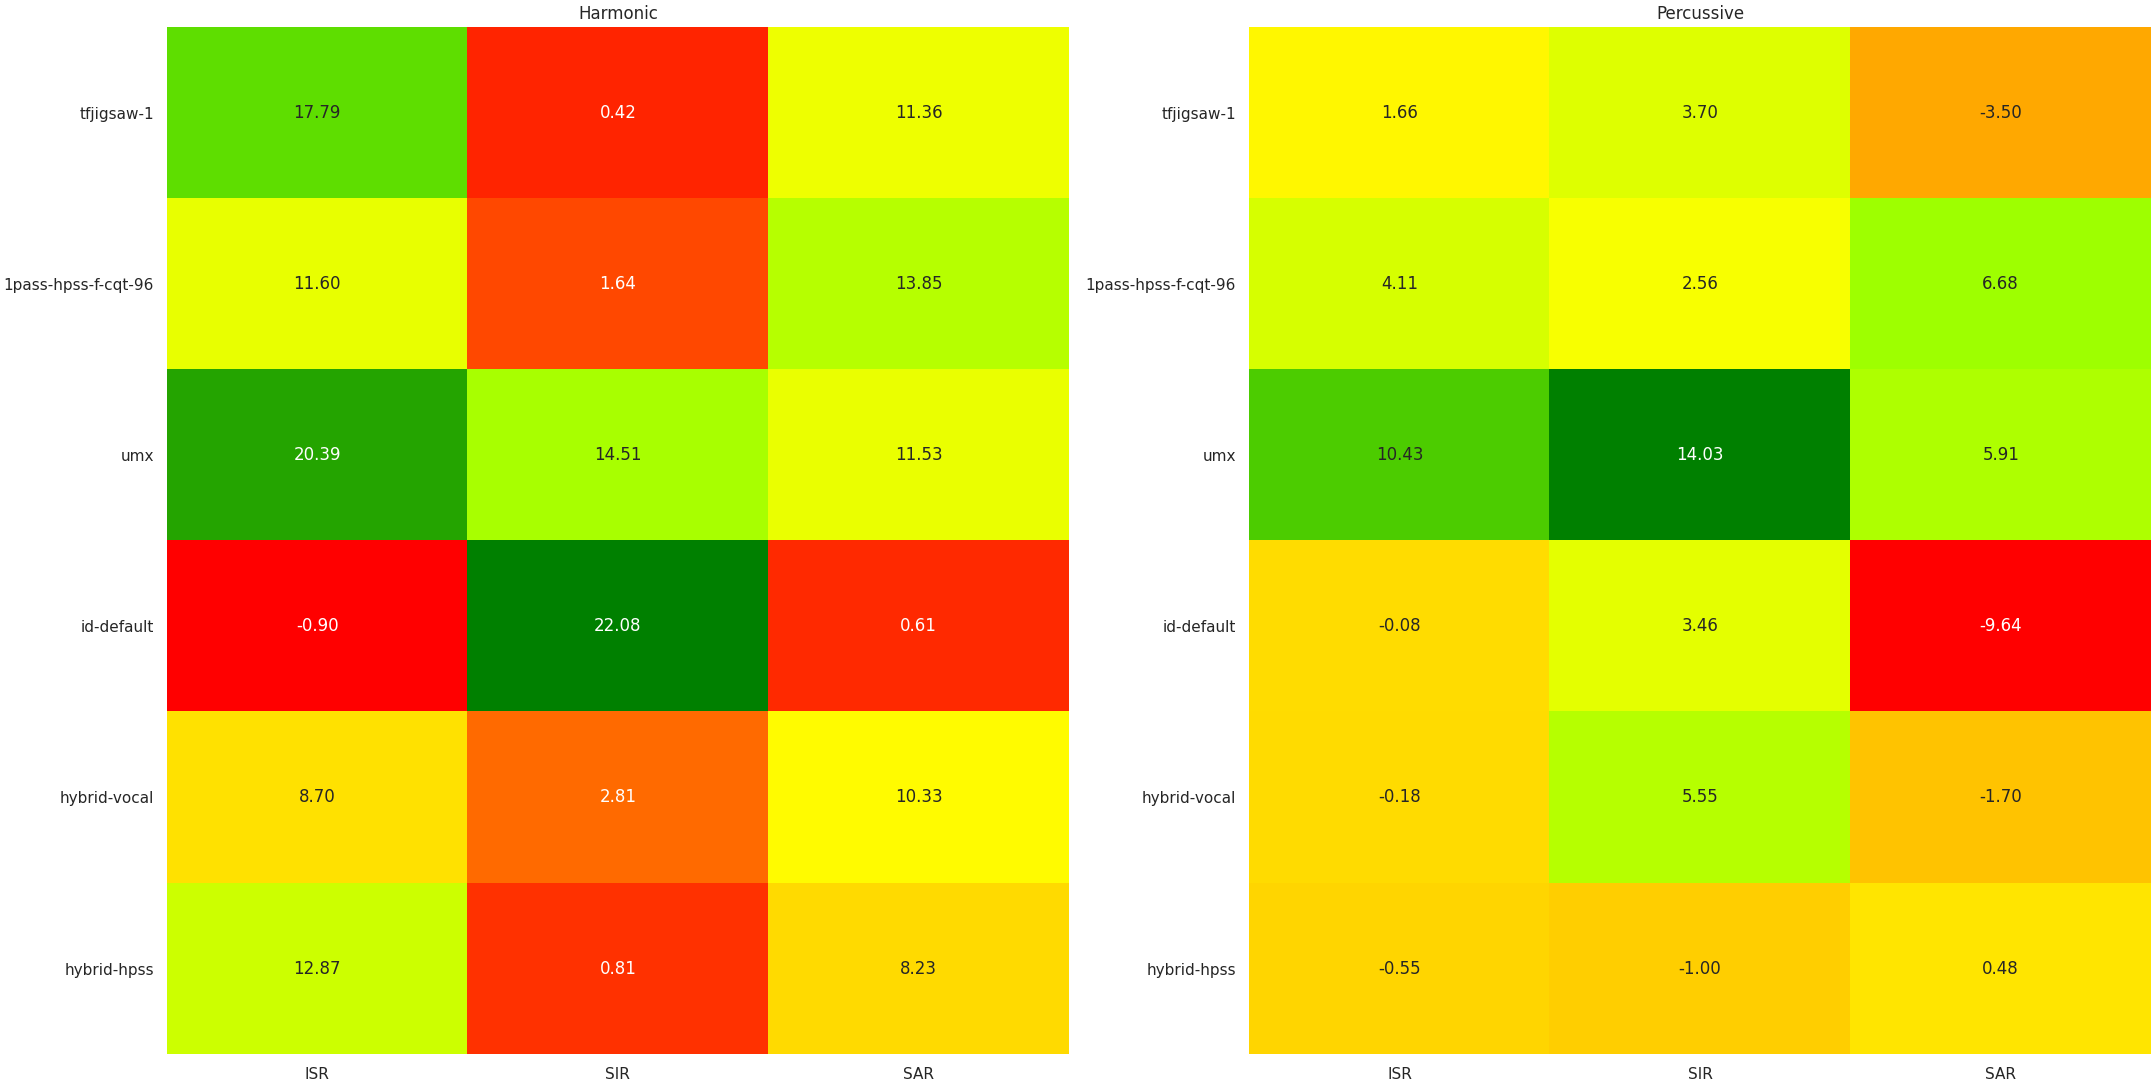 Harmonic
tfjigsaw-1 17.79 0.42 11.36
1pass-hpss-f-cqt-96 11.60 1.64 13.85
umx 20.39 14.51 11.53
id-default -0.90 22.08 0.61
hybrid-vocal 8.70 2.81 10.33
hybrid-hpss 12.87 0.81 8.23
ISR SIR SAR
Percussive
tfjigsaw-1 1.66 3.70 -3.50
1pass-hpss-f-cqt-96 4.11 2.56 6.68
umx 10.43 14.03 5.91
id-default -0.08 3.46 -9.64
hybrid-vocal -0.18 5.55 -1.70
hybrid-hpss -0.55 -1.00 0.48
ISR SIR SAR